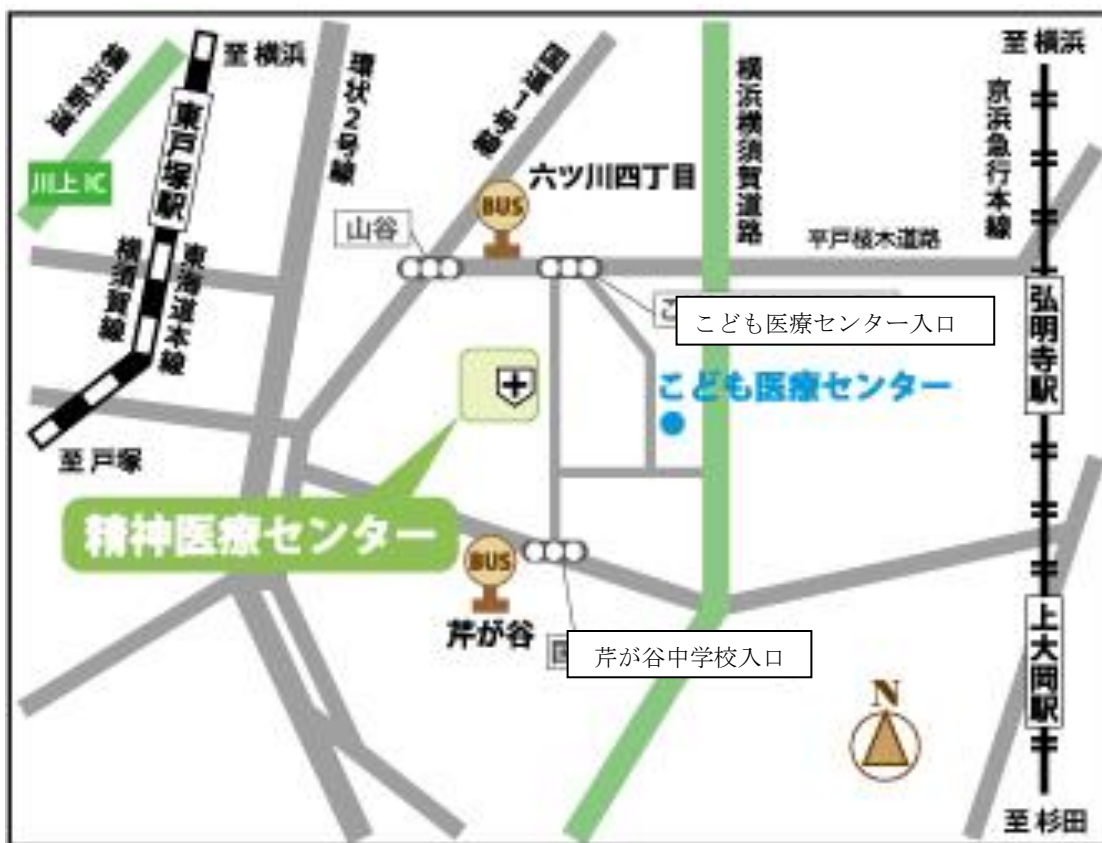 至 横浜
横浜新道
川上 IC
東戸塚駅
横須賀線
東海道本線
至 戸塚
環状2号線
国道1号線
山谷
BUS
六ツ川四丁目
横浜横須賀道路
平戸桜木道路
至 横浜
京浜急行本線
弘明寺駅
こ
こども医療センター入口
こども医療センター
精神医療センター
BUS
芹が谷
芹が谷中学校入口
上大岡駅
N
至 杉田